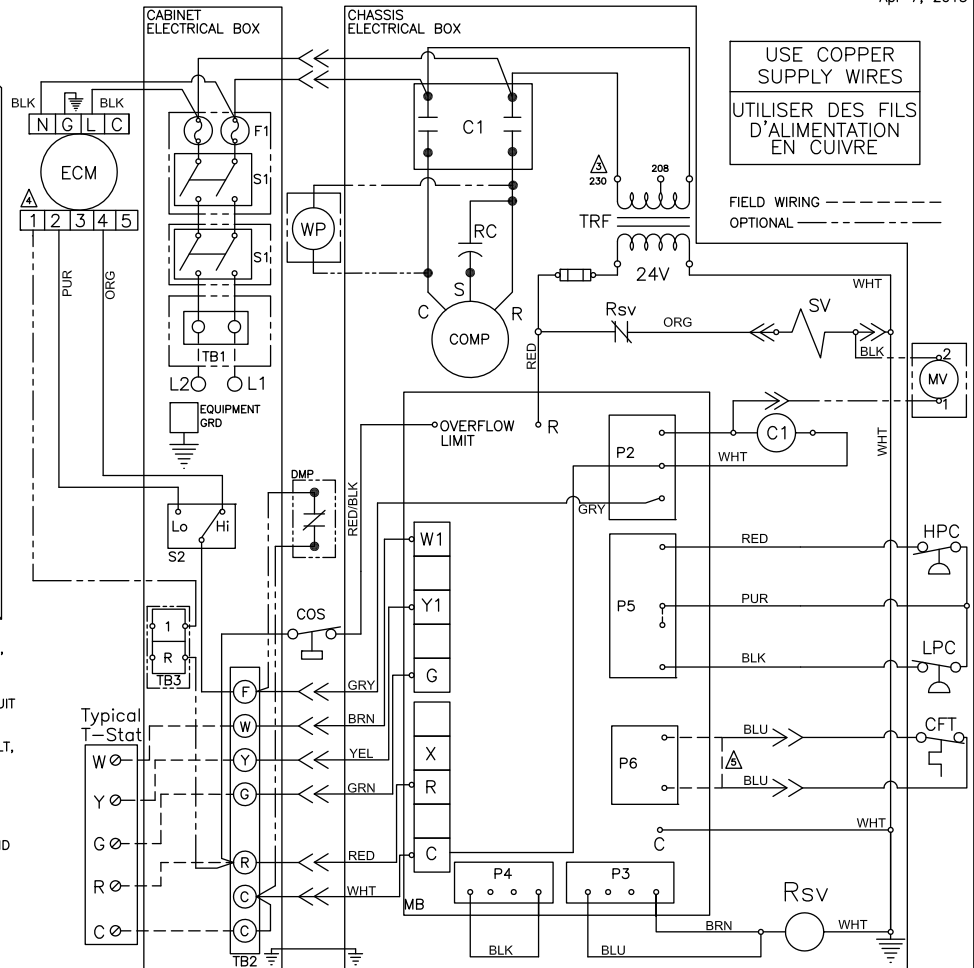 CABINET
ELECTRICAL BOX
CHASSIS
ELECTRICAL BOX
USE COPPER
SUPPLY WIRES
UTILISER DES FILS
D'ALIMENTATION
EN CUIVRE
FIELD WIRING
OPTIONAL
BLK
BLK
N G L C
ECM
4
1 2 3 4 5
PUR
ORG
F1
S1
S1
TB1
L2
L1
EQUIPMENT
GRD
WP
C1
RC
S
C
R
COMP
3
230
208
TRF
24V
WHT
Rsv
ORG
SV
RED
BLK
2
MV
1
OVERFLOW
LIMIT
R
P2
C1
WHT
WHT
GRY
DMP
RED/BLK
Lo
Hi
S2
W1
Y1
G
X
R
C
P5
RED
HPC
PUR
BLK
LPC
COS
1
R
TB3
F
GRY
W
BRN
Y
YEL
G
GRN
R
RED
C
WHT
C
TB2
Typical
T-Stat
W
Y
G
R
C
P6
5
BLU
BLU
CFT
C
WHT
P4
P3
MB
BLK
BLU
BRN
Rsv
WHT
UIT
LT,